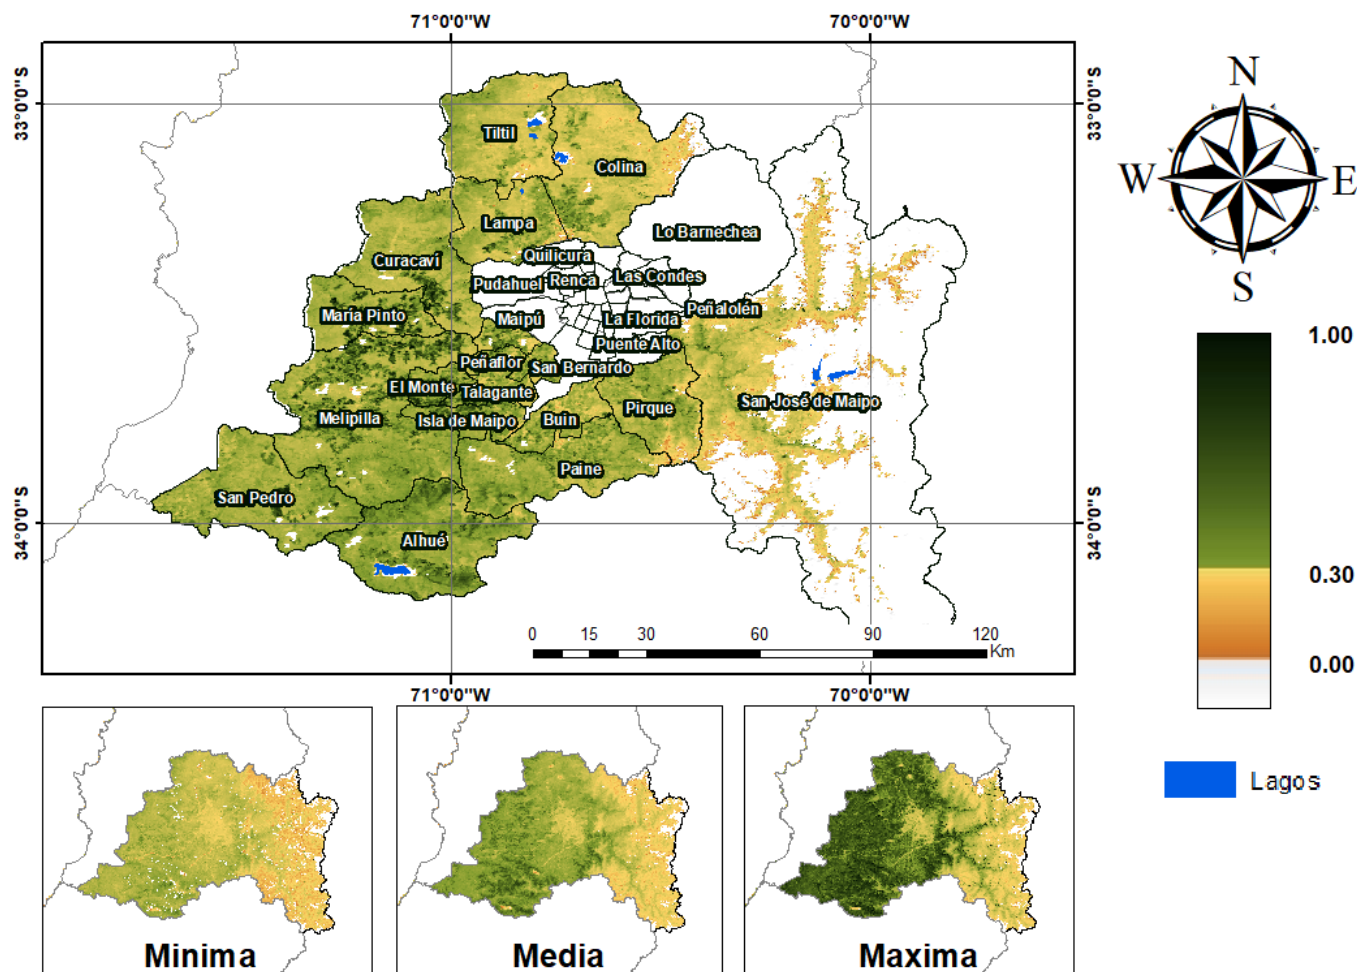 71°0'0"W
70°0'0"W
33°0'0"S
33°0'0"S
Tiltil
Colina
Lampa
Lo Barnechea
Quilicura
Curacaví
Pudahuel
Renca
Las Condes
María Pinto
Maipú
La Florida
Peñalolén
Puente Alto
Peñaflor
San Bernardo
El Monte
Talagante
San José de Maipo
Melipilla
Isla de Maipo
Buin
Pirque
Paine
San Pedro
Alhué
34°0'0"S
34°0'0"S
0 15 30 60 90 120
Km
71°0'0"W
70°0'0"W
N
W
E
S
1.00
0.30
0.00
Lagos
Minima
Media
Maxima